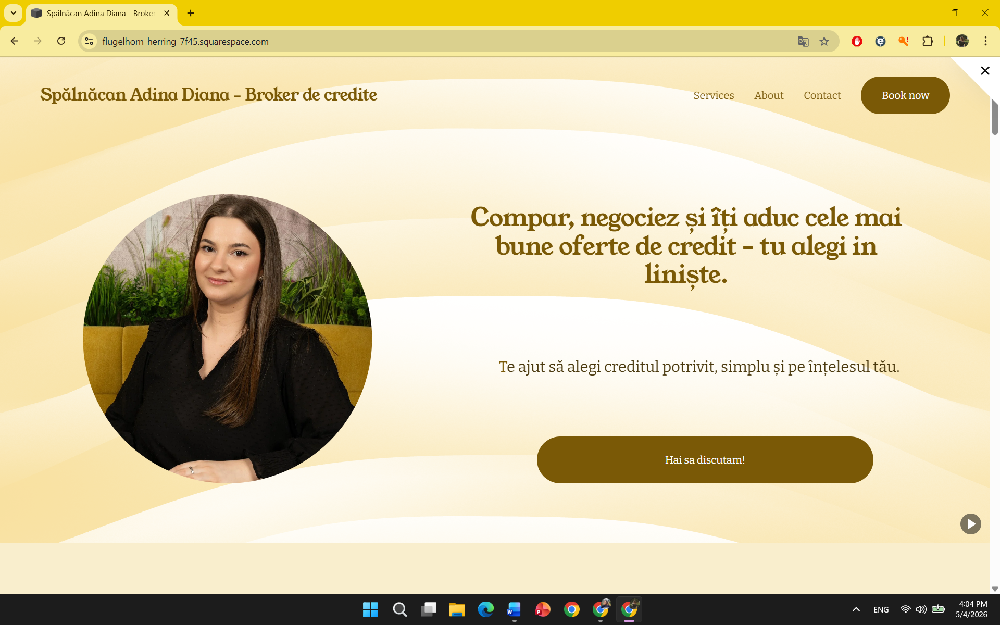 Spălnăcan Adina Diana - Broker
flugelhorn-herring-7f45.squarespace.com
Spălnăcan Adina Diana - Broker de credite
Services
About
Contact
Book now
Compar, negociez și îți aduc cele mai
bune oferte de credit - tu alegi in
liniște.
Te ajut să alegi creditul potrivit, simplu și pe înțelesul tău.
Hai sa discutam!
ENG
4:04 PM
5/4/2026